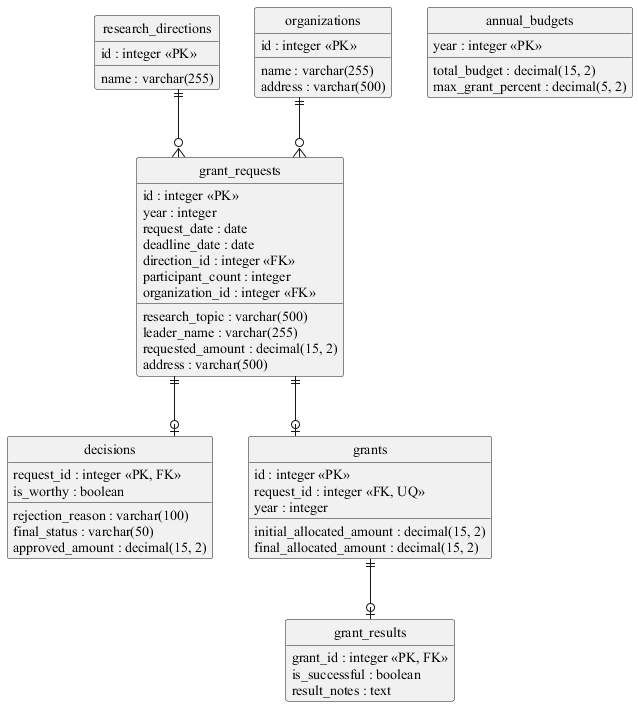 research_directions
id : integer «PK»
name : varchar(255)
organizations
id : integer «PK»
name : varchar(255)
address : varchar(500)
annual_budgets
year : integer «PK»
total_budget : decimal(15, 2)
max_grant_percent : decimal(5, 2)
grant_requests
id : integer «PK»
year : integer
request_date : date
deadline_date : date
direction_id : integer «FK»
participant_count : integer
organization_id : integer «FK»
research_topic : varchar(500)
leader_name : varchar(255)
requested_amount : decimal(15, 2)
address : varchar(500)
decisions
request_id : integer «PK, FK»
is_worthy : boolean
rejection_reason : varchar(100)
final_status : varchar(50)
approved_amount : decimal(15, 2)
grants
id : integer «PK»
request_id : integer «FK, UQ»
year : integer
initial_allocated_amount : decimal(15, 2)
final_allocated_amount : decimal(15, 2)
grant_results
grant_id : integer «PK, FK»
is_successful : boolean
result_notes : text